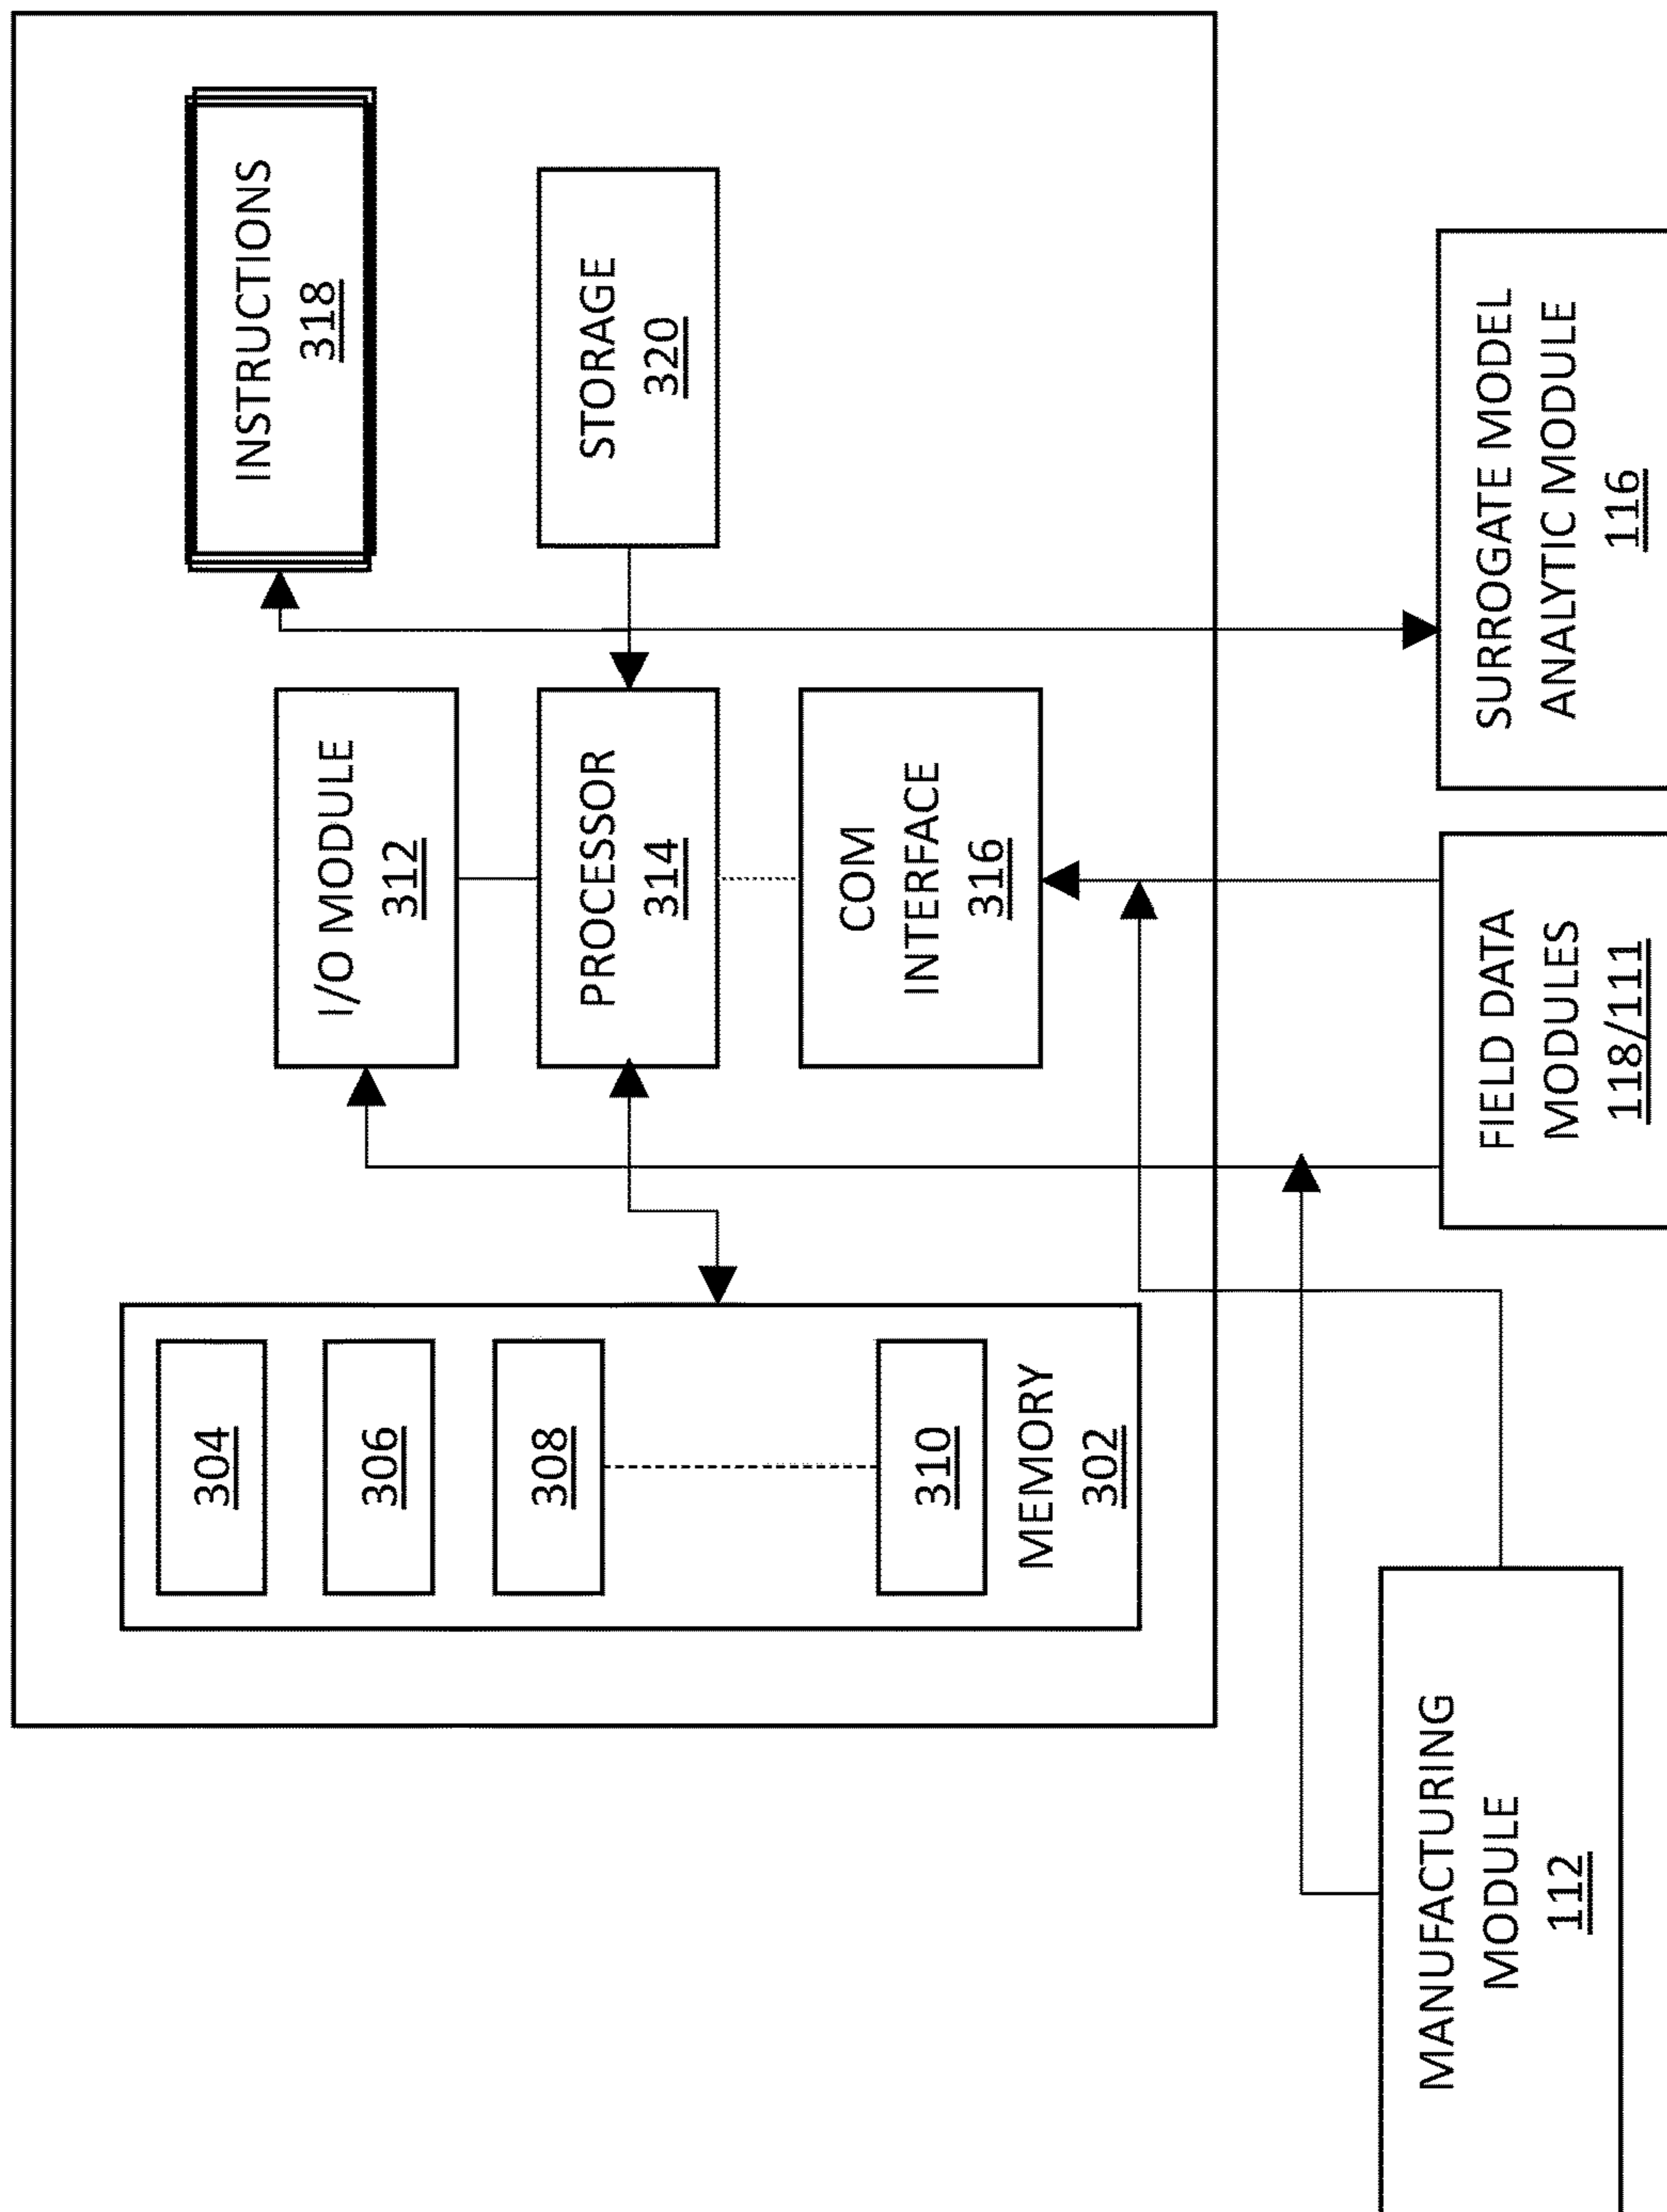 304
306
308
310
MEMORY
302
I/O MODULE
312
PROCESSOR
314
COM
INTERFACE
316
INSTRUCTIONS
318
STORAGE
320
MANUFACTURING
MODULE
112
FIELD DATA
MODULES
118/111
SURROGATE MODEL
ANALYTIC MODULE
116